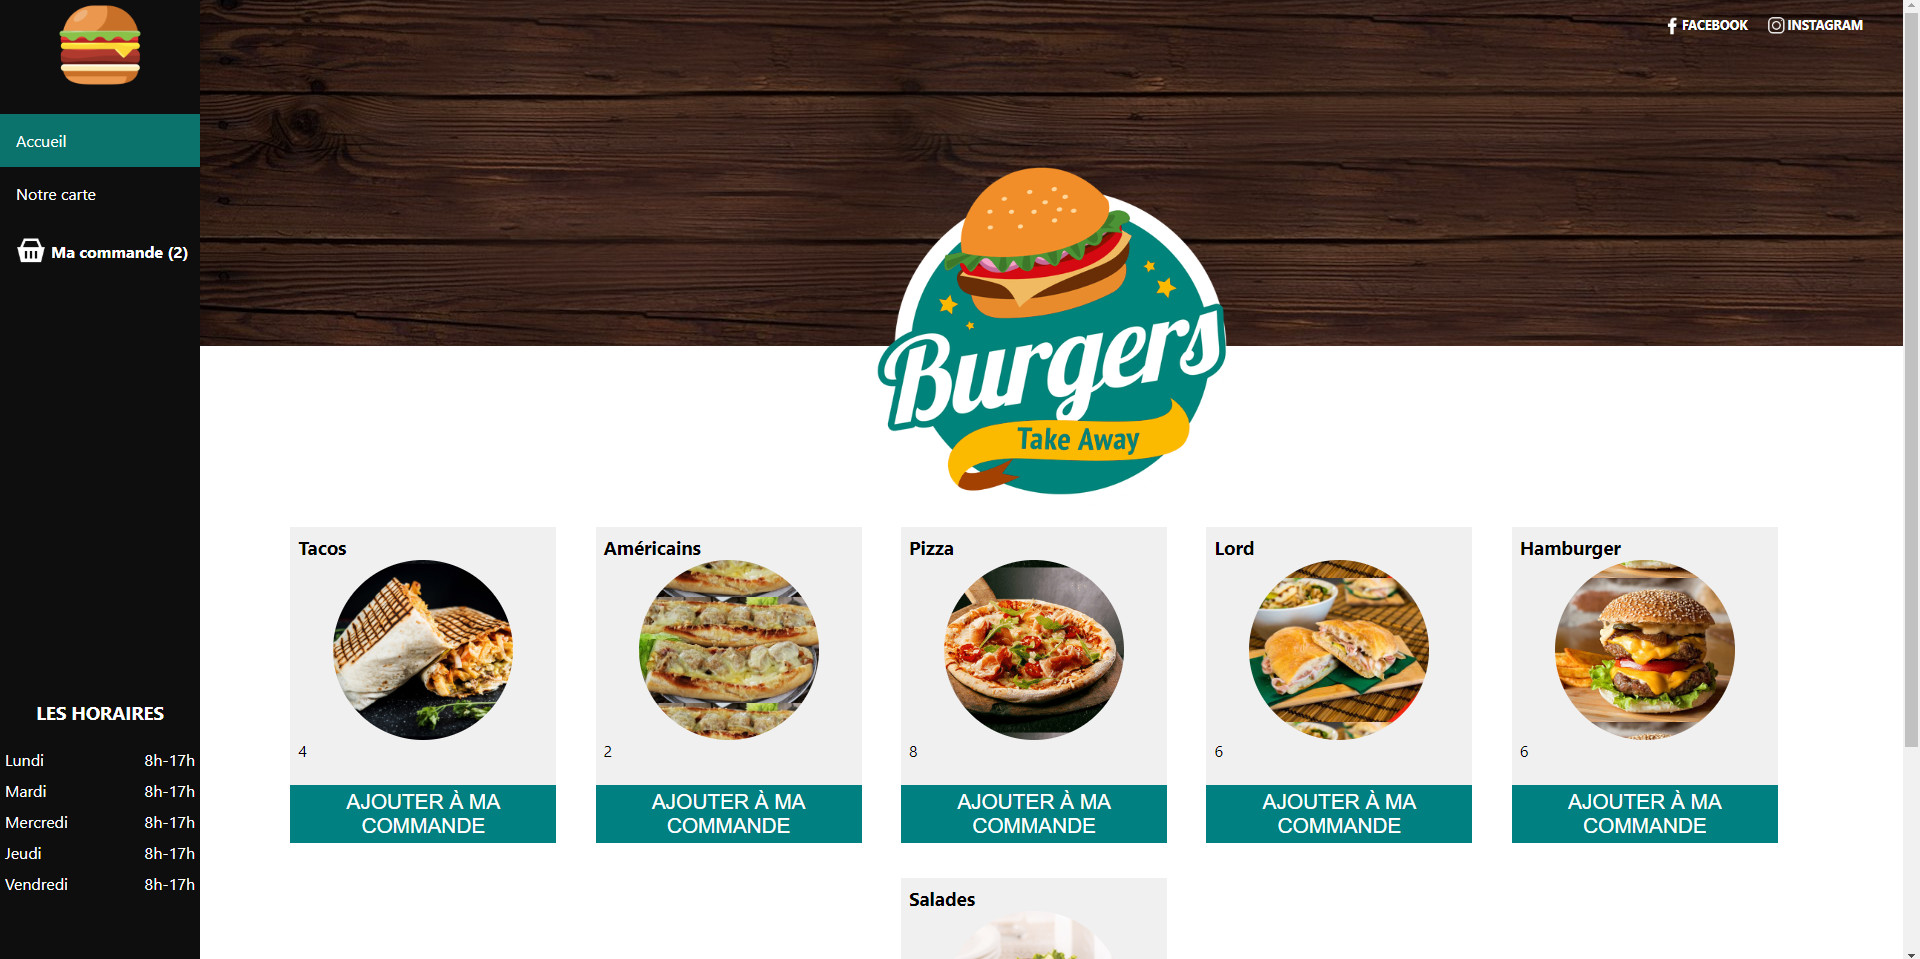 FACEBOOK INSTAGRAM
Accueil
Notre carte
Ma commande (2)
Burgers
Take Away
Tacos
4
AJOUTER À MA
COMMANDE
Américains
2
AJOUTER À MA
COMMANDE
Pizza
8
AJOUTER À MA
COMMANDE
Lord
6
AJOUTER À MA
COMMANDE
Hamburger
6
AJOUTER À MA
COMMANDE
Salades
LES HORAIRES
Lundi 8h-17h
Mardi 8h-17h
Mercredi 8h-17h
Jeudi 8h-17h
Vendredi 8h-17h